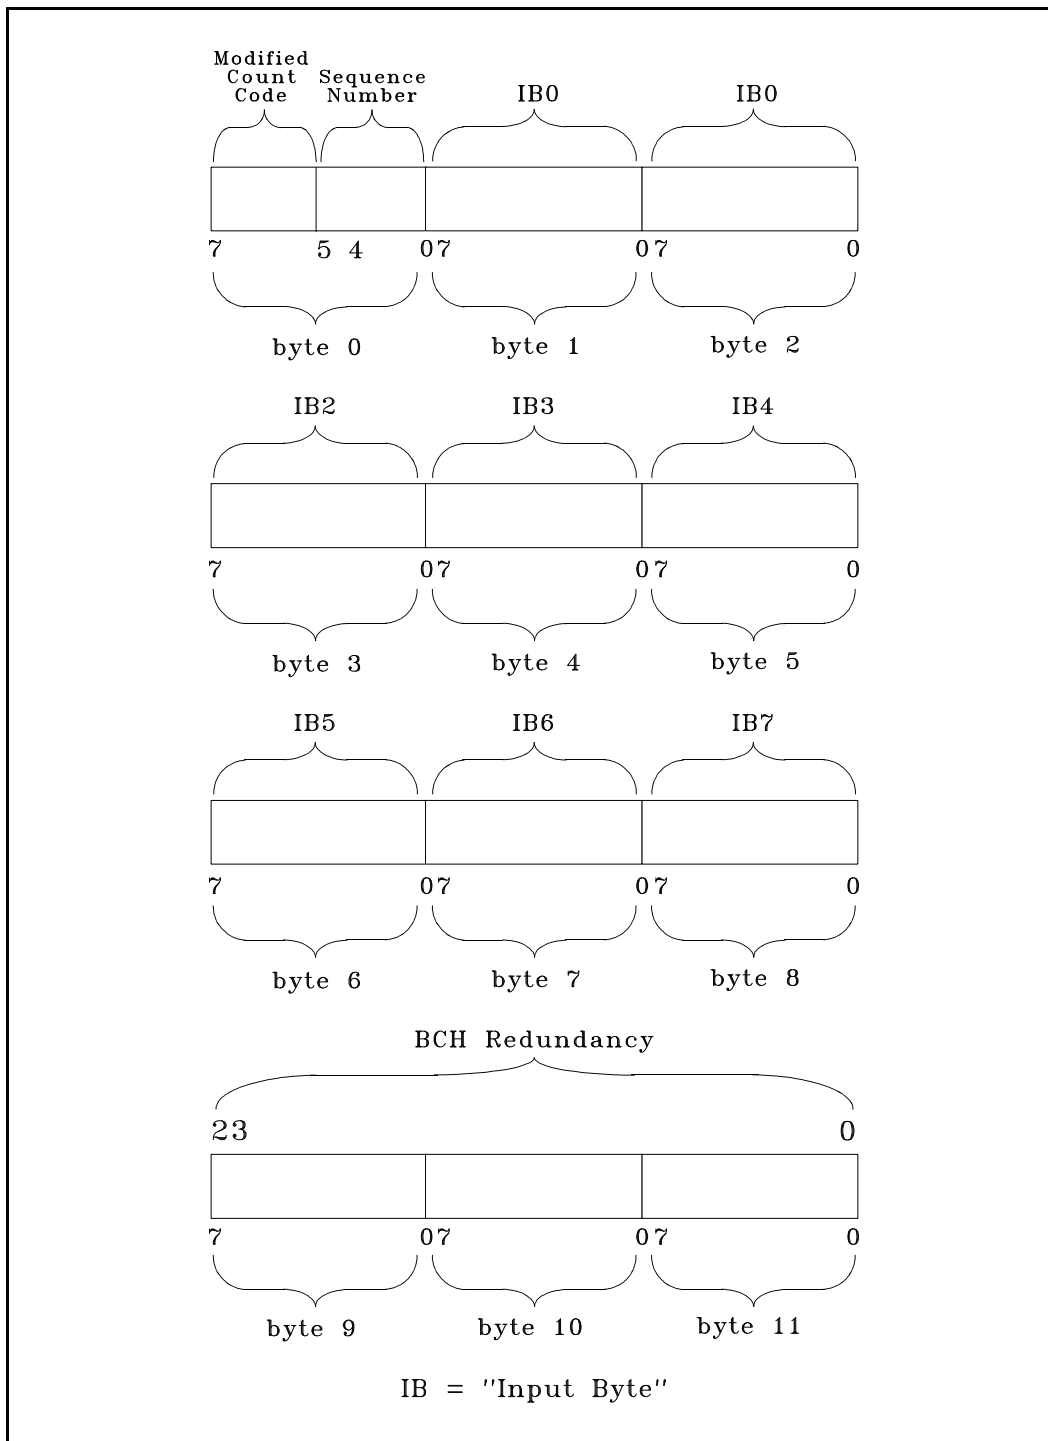 Modified
Count
Code
Sequence
Number
IB0
IB0
7
5 4
07
07
0
byte 0
byte 1
byte 2
IB2
IB3
IB4
7
07
07
0
byte 3
byte 4
byte 5
IB5
IB6
IB7
7
07
07
0
byte 6
byte 7
byte 8
BCH Redundancy
23
0
7
07
07
0
byte 9
byte 10
byte 11
IB = "Input Byte"